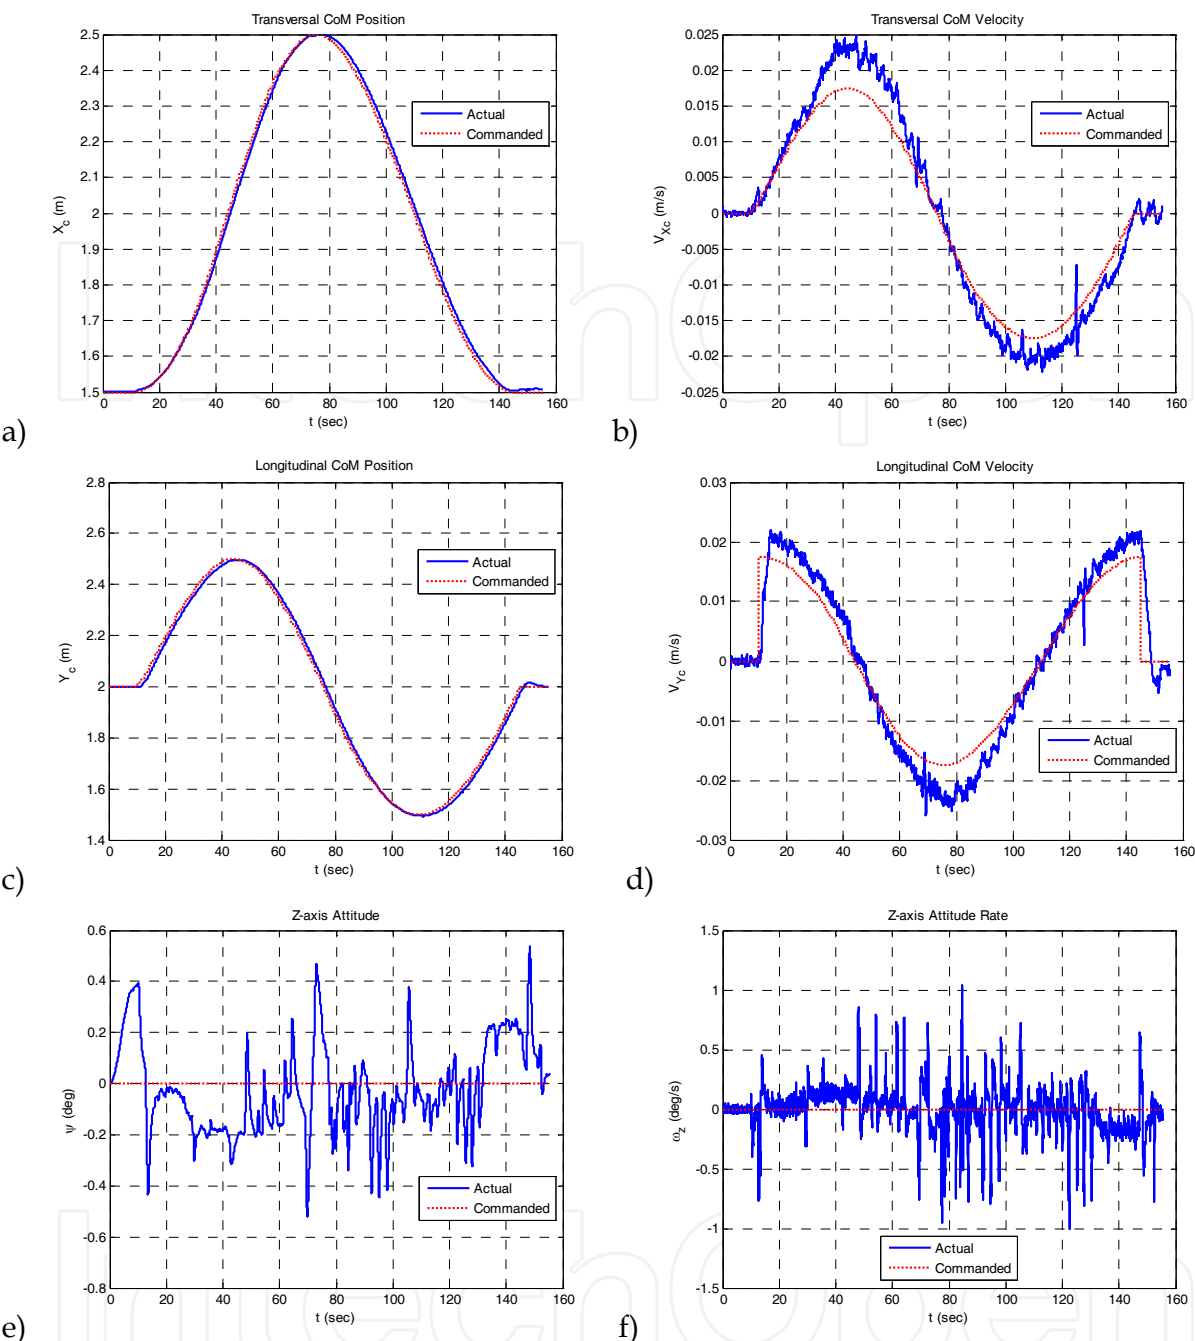 Transversal CoM Position
2.5
2.4
2.3
2.2
2.1
2
1.9
1.8
1.7
1.6
1.5
X_c (m)
Actual
Commanded
0 20 40 60 80 100 120 140 160
t (sec)
a)
Transversal CoM Velocity
0.025
0.02
0.015
0.01
0.005
0
-0.005
-0.01
-0.015
-0.02
-0.025
V_Xc (m/s)
Actual
Commanded
0 20 40 60 80 100 120 140 160
t (sec)
b)
Longitudinal CoM Position
2.8
2.6
2.4
2.2
2
1.8
1.6
1.4
Y_c (m)
Actual
Commanded
0 20 40 60 80 100 120 140 160
t (sec)
c)
Longitudinal CoM Velocity
0.03
0.02
0.01
0
-0.01
-0.02
-0.03
V_Yc (m/s)
Actual
Commanded
0 20 40 60 80 100 120 140 160
t (sec)
d)
Z-axis Attitude
0.6
0.4
0.2
0
-0.2
-0.4
-0.6
-0.8
ψ (deg)
Actual
Commanded
0 20 40 60 80 100 120 140 160
t (sec)
e)
Z-axis Attitude Rate
1.5
1
0.5
0
-0.5
-1
-1.5
ω_z (deg/s)
Actual
Commanded
0 20 40 60 80 100 120 140 160
t (sec)
f)
IntechOpen
IntechOpen